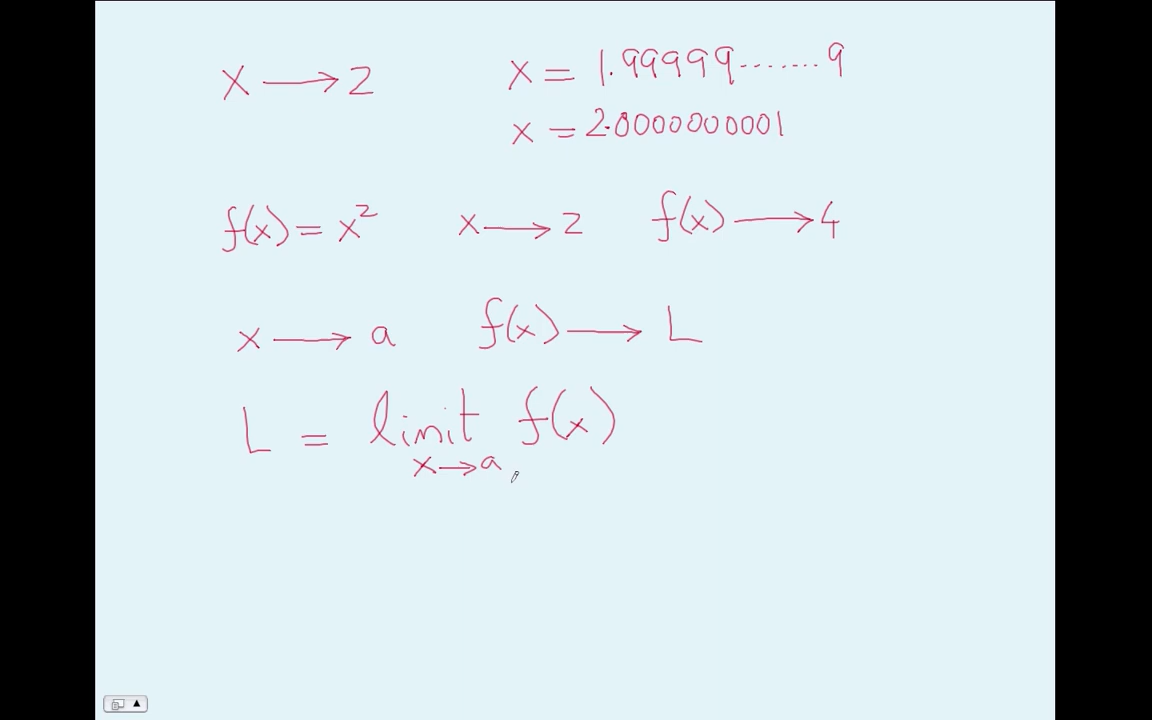 x → 2 x = 1.99999.......9
x = 2.0000000001
f(x) = x² x → 2 f(x) → 4
x → a f(x) → L
L = limit f(x)
x → a